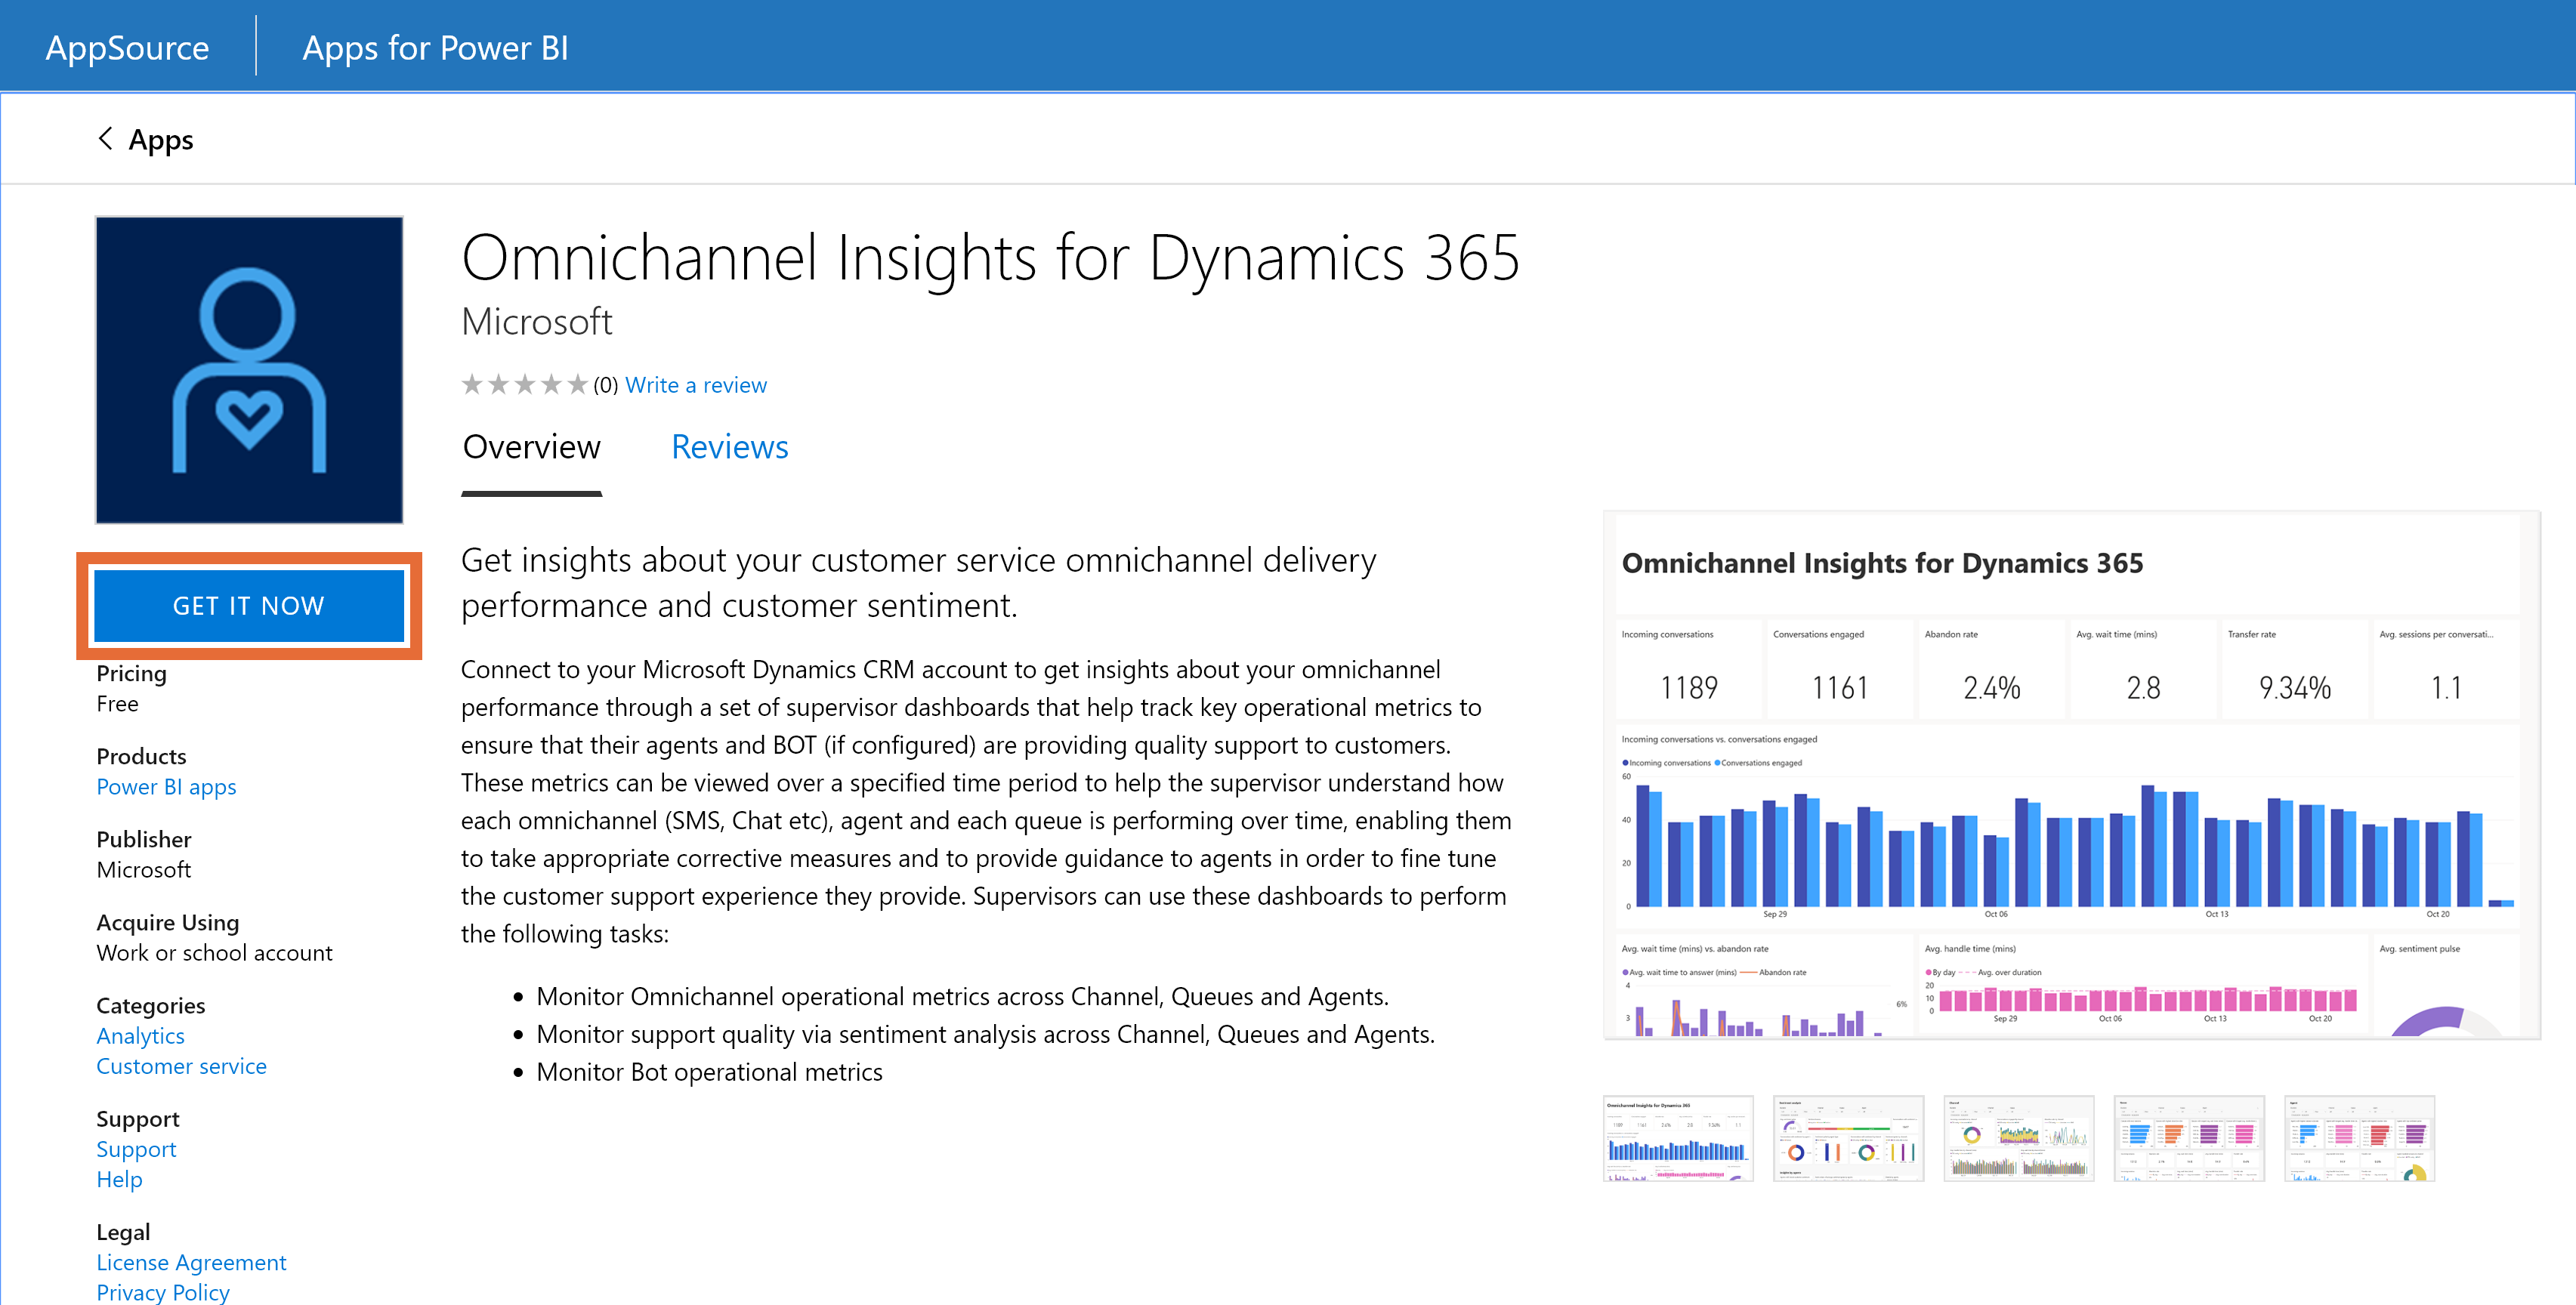 AppSource
Apps for Power BI
Apps
Omnichannel Insights for Dynamics 365
Microsoft
(0) Write a review
Overview
Reviews
GET IT NOW
Pricing
Free
Products
Power BI apps
Publisher
Microsoft
Acquire Using
Work or school account
Categories
Analytics
Customer service
Support
Support
Help
Legal
License Agreement
Privacy Policy
Get insights about your customer service omnichannel delivery
performance and customer sentiment.
Connect to your Microsoft Dynamics CRM account to get insights about your omnichannel
performance through a set of supervisor dashboards that help track key operational metrics to
ensure that their agents and BOT (if configured) are providing quality support to customers.
These metrics can be viewed over a specified time period to help the supervisor understand how
each omnichannel (SMS, Chat etc), agent and each queue is performing over time, enabling them
to take appropriate corrective measures and to provide guidance to agents in order to fine tune
the customer support experience they provide. Supervisors can use these dashboards to perform
the following tasks:
• Monitor Omnichannel operational metrics across Channel, Queues and Agents.
• Monitor support quality via sentiment analysis across Channel, Queues and Agents.
• Monitor Bot operational metrics
Omnichannel Insights for Dynamics 365
Incoming conversations
1189
Conversations engaged
1161
Abandon rate
2.4%
Avg. wait time (mins)
2.8
Transfer rate
9.34%
Avg. sessions per conversati...
1.1
Incoming conversations vs. conversations engaged
Incoming conversations Conversations engaged
60
40
20
0
Sep 29 Oct 06 Oct 13 Oct 20
Avg. wait time (mins) vs. abandon rate
Avg. wait time to answer (mins) Abandon rate
4
3
6%
Avg. handle time (mins)
By day Avg. over duration
20
10
0
Sep 29 Oct 06 Oct 13 Oct 20
Avg. sentiment pulse
Omnichannel Insights for Dynamics 365